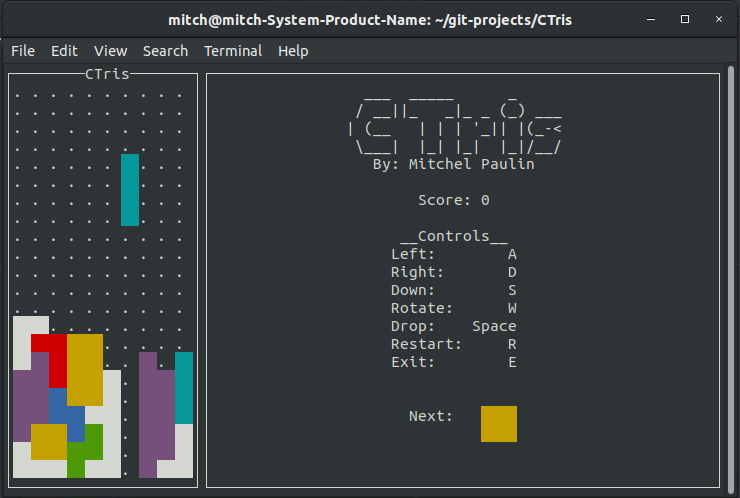 mitch@mitch-System-Product-Name: ~/git-projects/CTris
File Edit View Search Terminal Help
CTris
By: Mitchel Paulin
Score: 0
__Controls__
Left: A
Right: D
Down: S
Rotate: W
Drop: Space
Restart: R
Exit: E
Next: